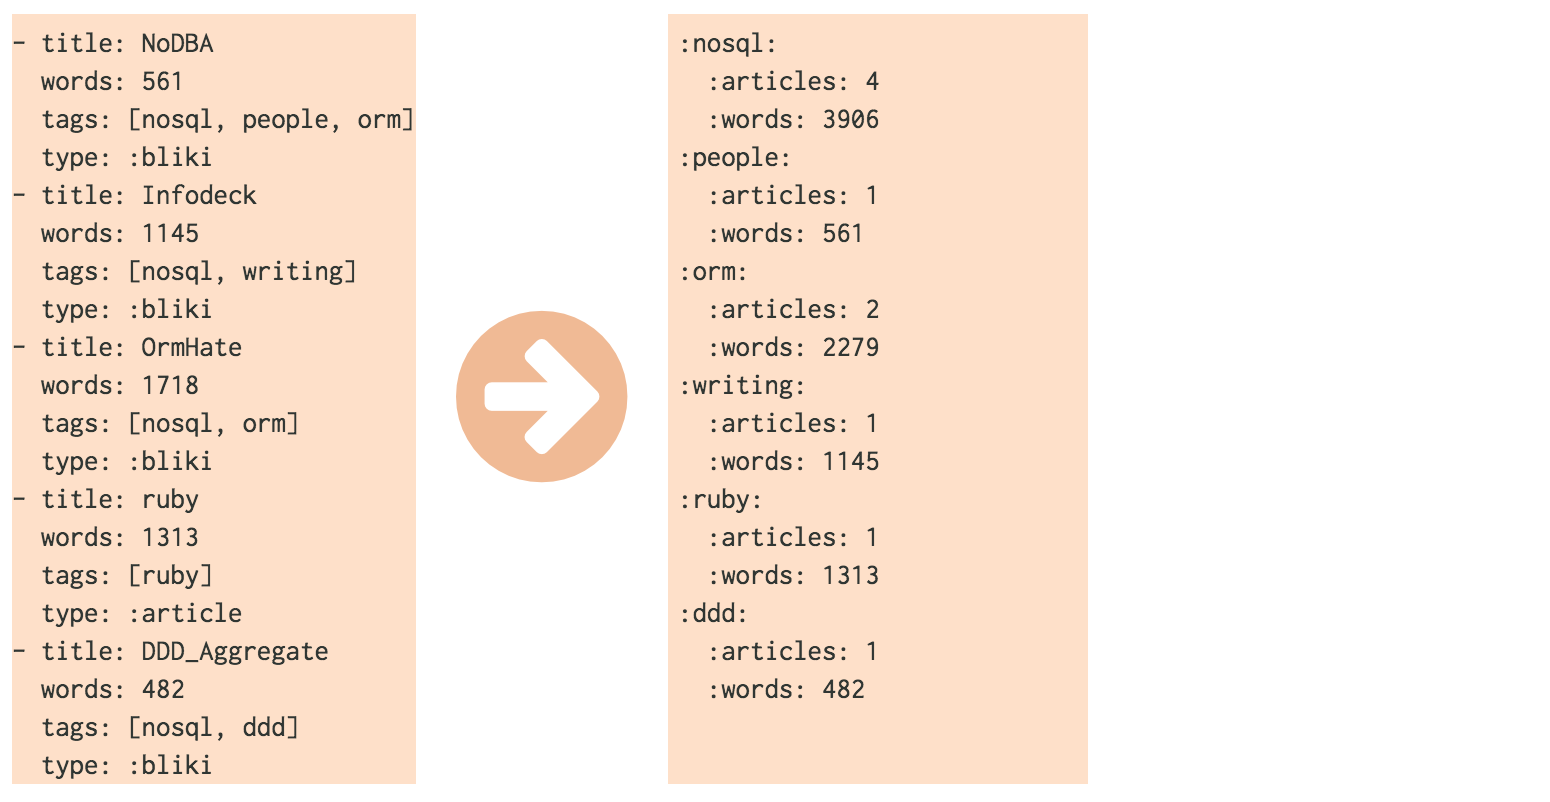 - title: NoDBA
  words: 561
  tags: [nosql, people, orm]
  type: :bliki
- title: Infodeck
  words: 1145
  tags: [nosql, writing]
  type: :bliki
- title: OrmHate
  words: 1718
  tags: [nosql, orm]
  type: :bliki
- title: ruby
  words: 1313
  tags: [ruby]
  type: :article
- title: DDD_Aggregate
  words: 482
  tags: [nosql, ddd]
  type: :bliki
:nosql:
  :articles: 4
  :words: 3906
:people:
  :articles: 1
  :words: 561
:orm:
  :articles: 2
  :words: 2279
:writing:
  :articles: 1
  :words: 1145
:ruby:
  :articles: 1
  :words: 1313
:ddd:
  :articles: 1
  :words: 482